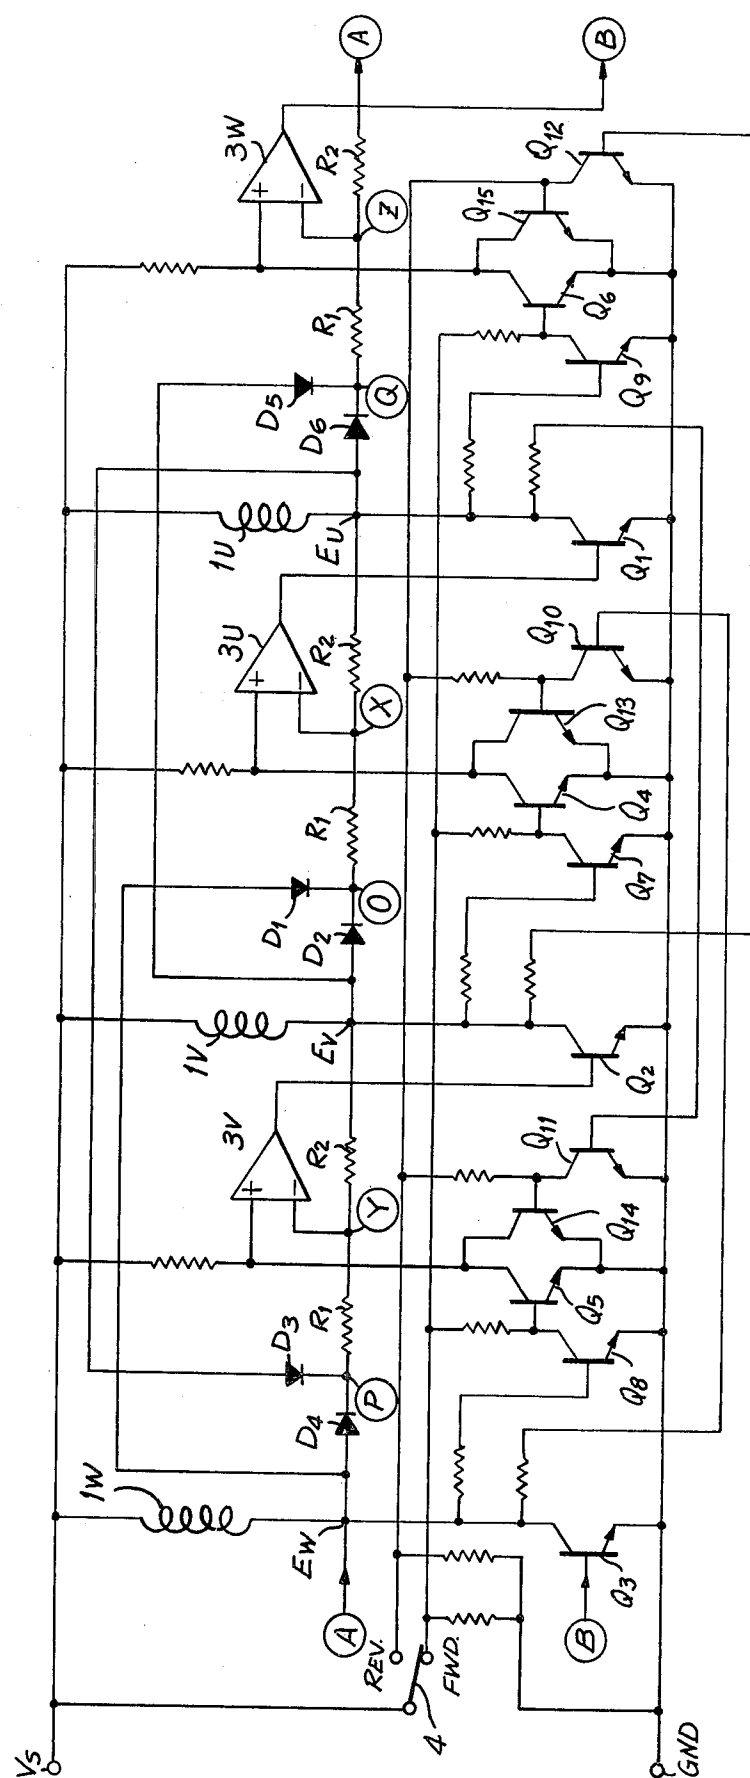 A
B
3W
R2
Q12
Z
Q15
+
−
R1
Q6
D5
Q
Q9
D6
1U
EU
Q1
3U
R2
Q10
+
−
X
Q13
R1
Q4
D1
O
Q7
D2
1V
EV
Q2
3V
R2
Q11
+
−
Y
Q14
R1
Q5
D3
P
Q8
D4
1W
EW
Q3
A
B
REV.
FWD.
4
VS
GND